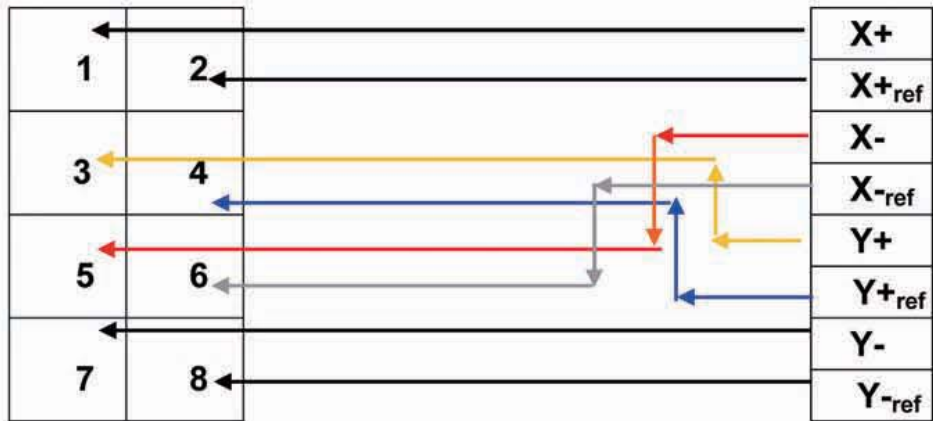 1 2
3 4
5 6
7 8
X+
X+ref
X-
X-ref
Y+
Y+ref
Y-
Y-ref